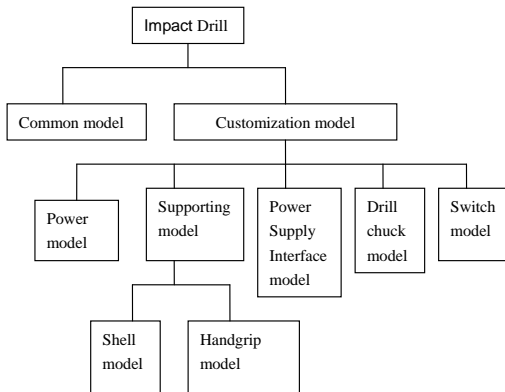 Impact Drill
Common model
Customization model
Power
model
Supporting
model
Power
Supply
Interface
model
Drill
chuck
model
Switch
model
Shell
model
Handgrip
model